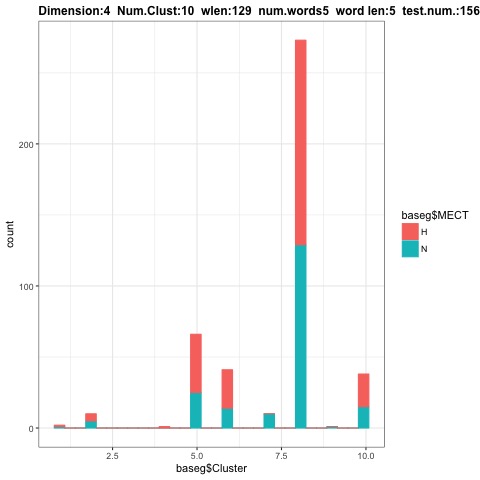 Dimension:4 Num.Clust:10 wlen:129 num.words5 word len:5 test.num.:156
200
100
0
count
2.5 5.0 7.5 10.0
baseg$Cluster
baseg$MECT
H
N